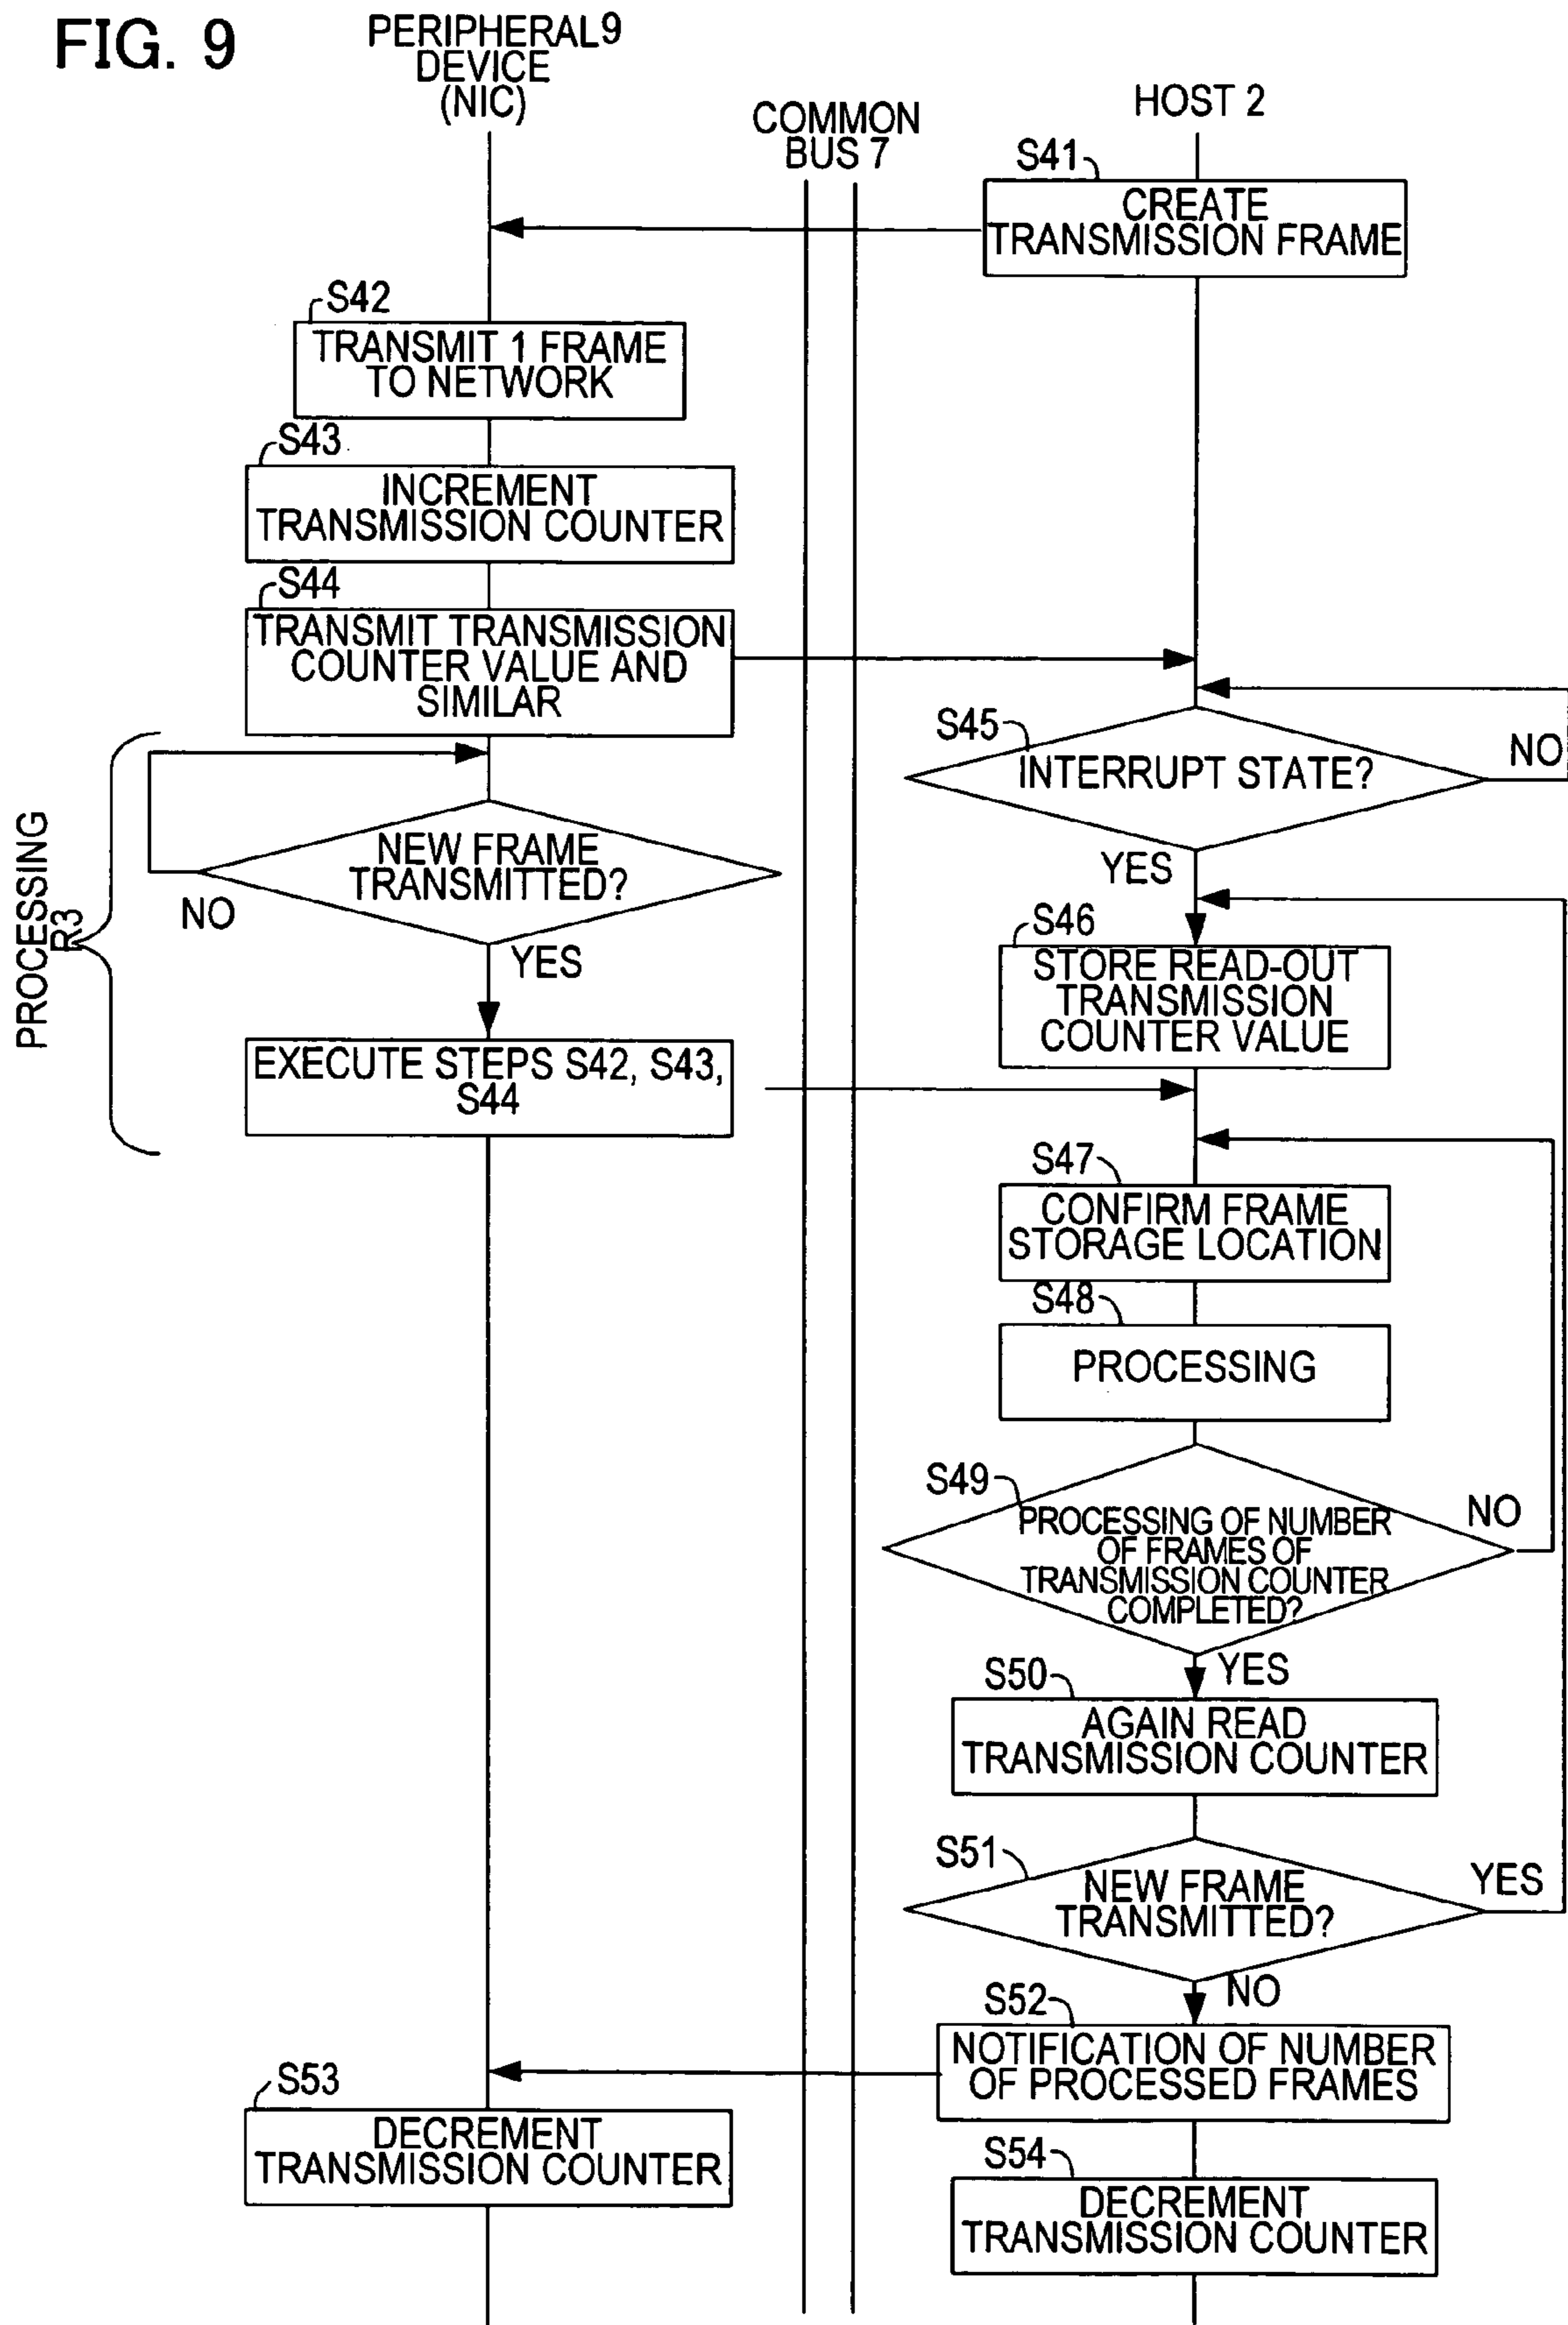 FIG. 9
PERIPHERAL 9
DEVICE
(NIC)
COMMON
BUS 7
HOST 2
S41
CREATE
TRANSMISSION FRAME
S42
TRANSMIT 1 FRAME
TO NETWORK
S43
INCREMENT
TRANSMISSION COUNTER
S44
TRANSMIT TRANSMISSION
COUNTER VALUE AND
SIMILAR
S45
INTERRUPT STATE?
NO
YES
PROCESSING
R3
NEW FRAME
TRANSMITTED?
NO
YES
EXECUTE STEPS S42, S43,
S44
S46
STORE READ-OUT
TRANSMISSION
COUNTER VALUE
S47
CONFIRM FRAME
STORAGE LOCATION
S48
PROCESSING
S49
PROCESSING OF NUMBER
OF FRAMES OF
TRANSMISSION COUNTER
COMPLETED?
NO
YES
S50
AGAIN READ
TRANSMISSION COUNTER
S51
NEW FRAME
TRANSMITTED?
YES
NO
S52
NOTIFICATION OF NUMBER
OF PROCESSED FRAMES
S53
DECREMENT
TRANSMISSION COUNTER
S54
DECREMENT
TRANSMISSION COUNTER